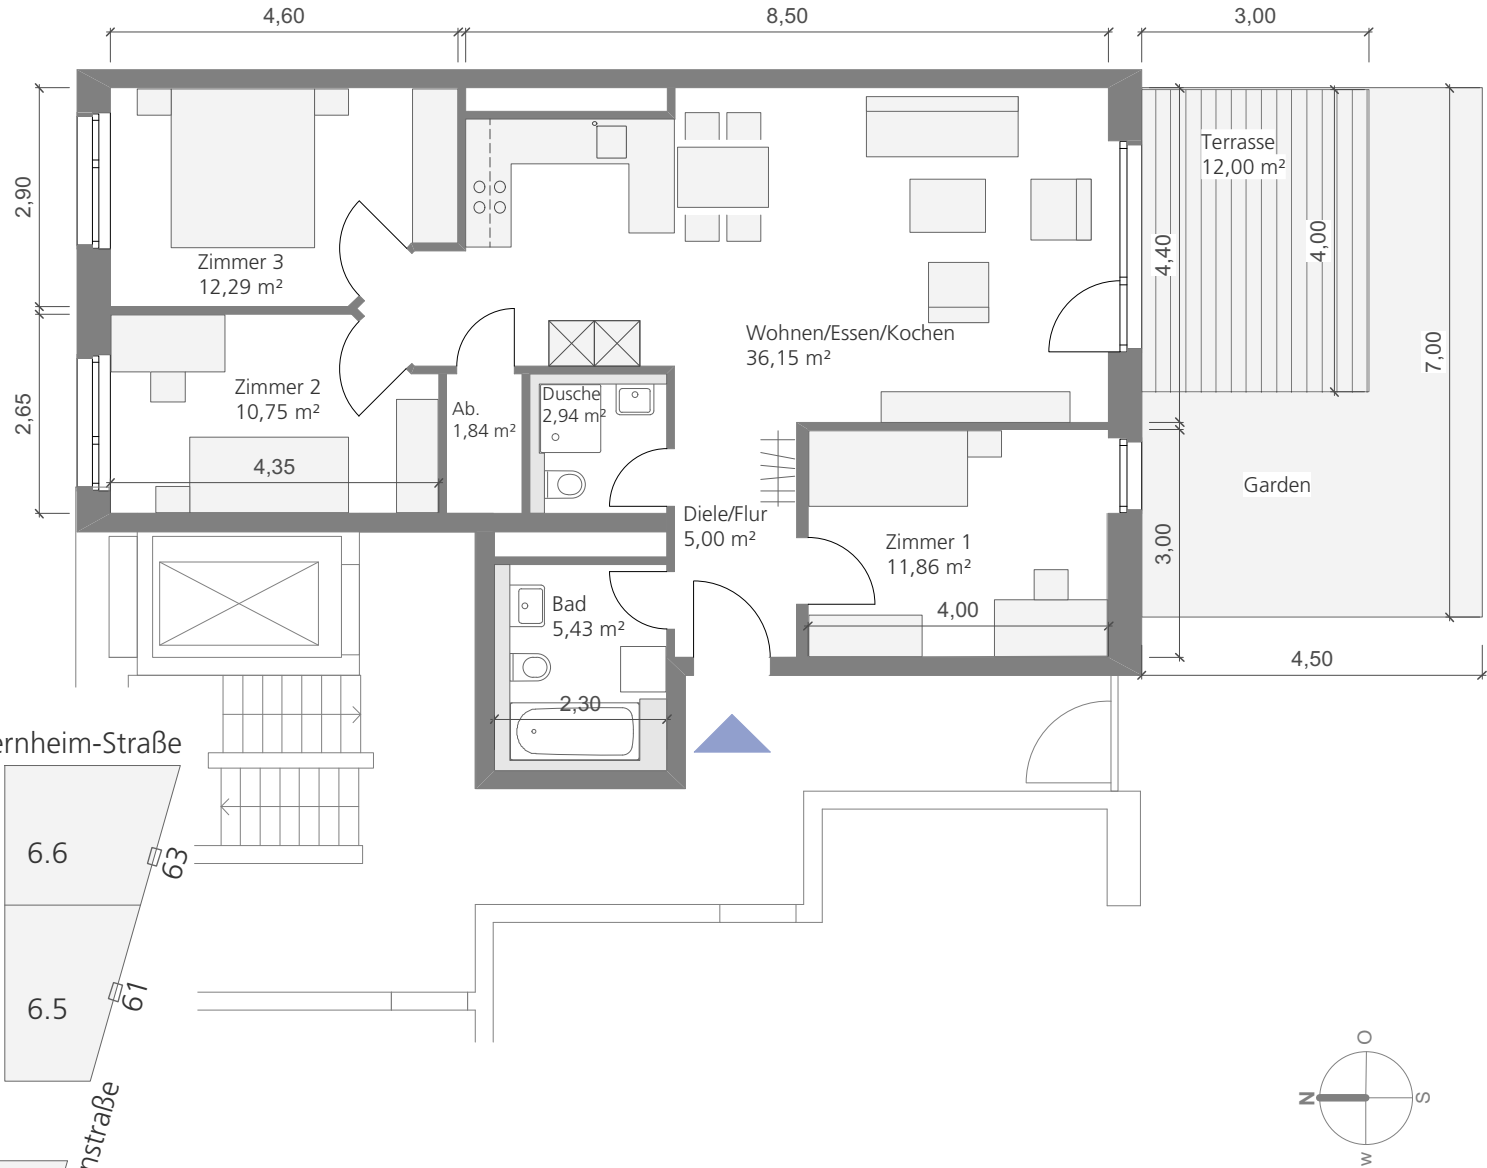 4,60
8,50
3,00
2,90
2,65
Zimmer 3
12,29 m²
Zimmer 2
10,75 m²
4,35
Ab.
1,84 m²
Dusche
2,94 m²
Wohnen/Essen/Kochen
36,15 m²
Diele/Flur
5,00 m²
Zimmer 1
11,86 m²
4,00
Bad
5,43 m²
2,30
Terrasse
12,00 m²
4,40
4,00
7,00
3,00
Garden
4,50
ernheim-Straße
6.6
63
6.5
61
nstraße
O
N
S
W